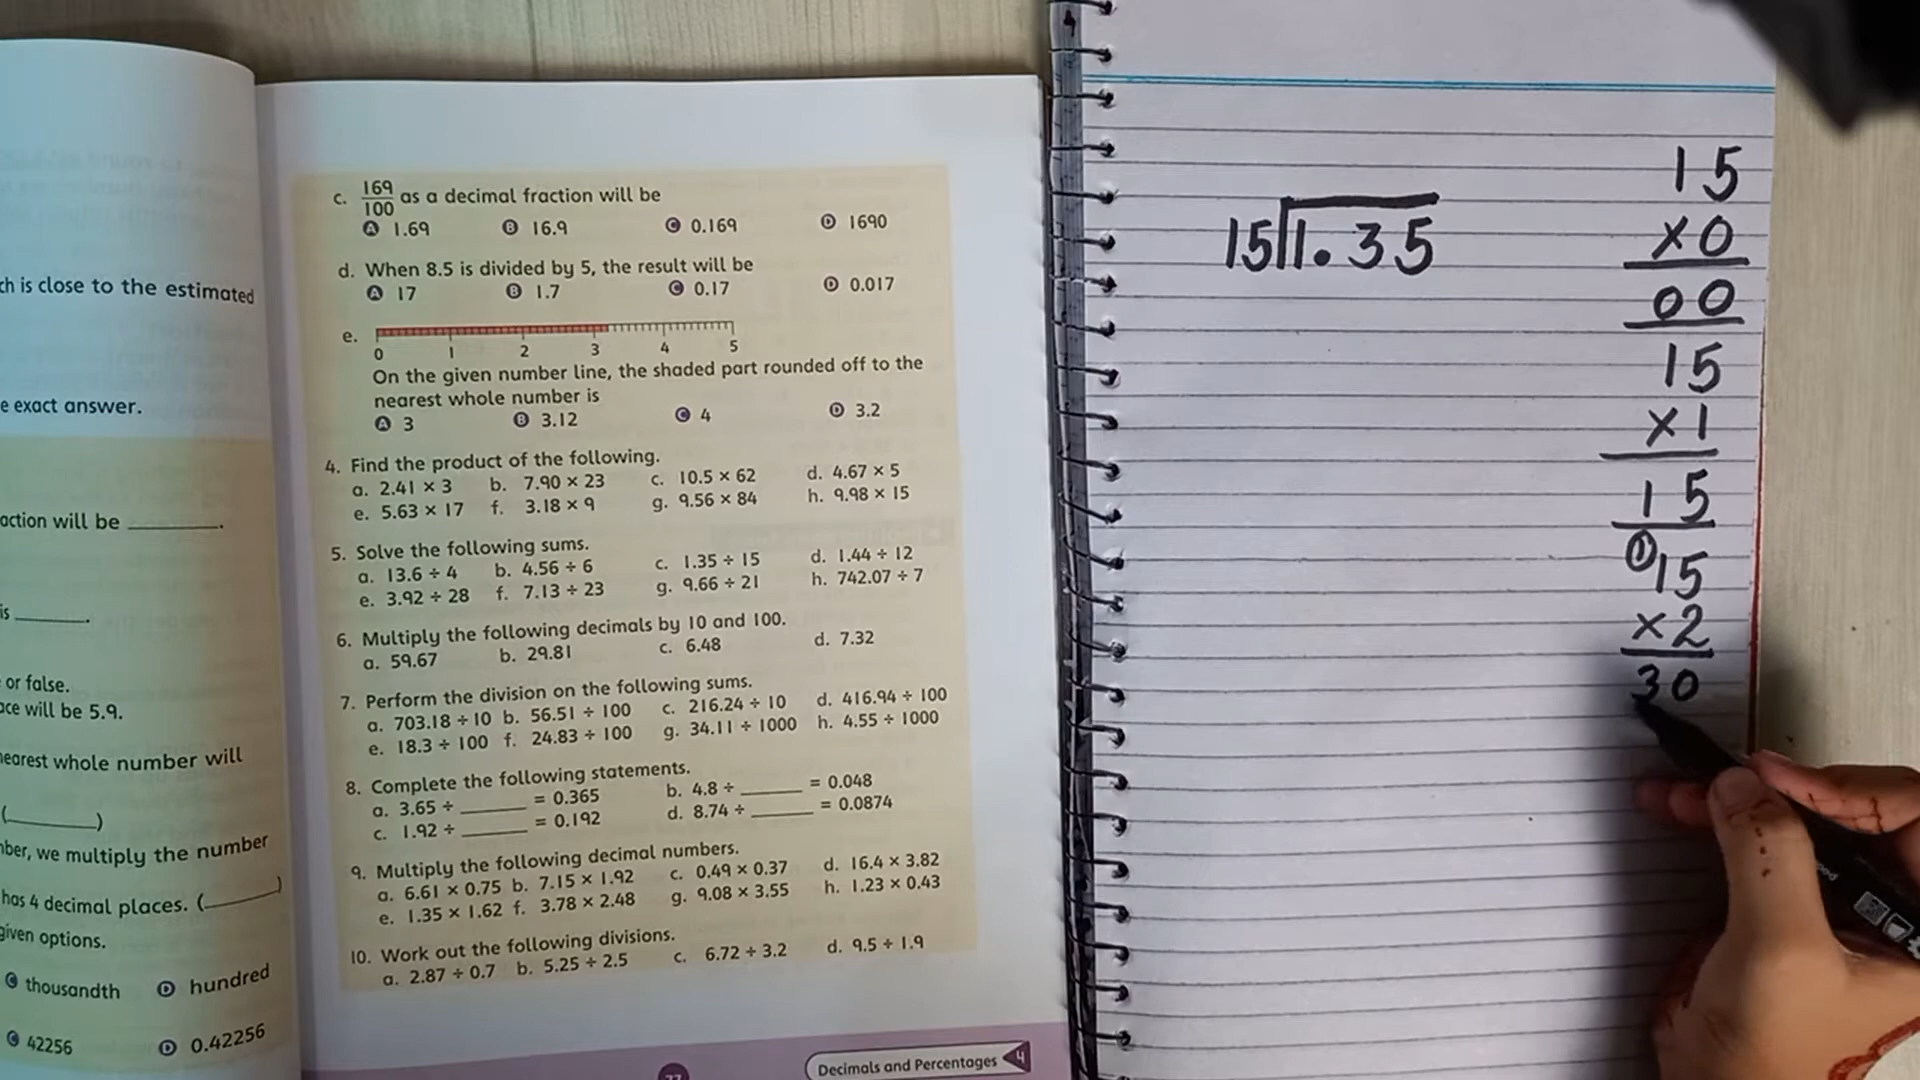 ch is close to the estimated
e exact answer.
action will be ________.
is ________.
or false.
ace will be 5.9.
nearest whole number will
(________)
mber, we multiply the number
has 4 decimal places. (________)
given options.
C thousandth D hundred
C 42256 D 0.42256
c. 169/100 as a decimal fraction will be
A 1.69 B 16.9 C 0.169 D 1690
d. When 8.5 is divided by 5, the result will be
A 17 B 1.7 C 0.17 D 0.017
e.
0 1 2 3 4 5
On the given number line, the shaded part rounded off to the
nearest whole number is
A 3 B 3.12 C 4 D 3.2
4. Find the product of the following.
a. 2.41 × 3 b. 7.90 × 23 c. 10.5 × 62 d. 4.67 × 5
e. 5.63 × 17 f. 3.18 × 9 g. 9.56 × 84 h. 9.98 × 15
5. Solve the following sums.
a. 13.6 ÷ 4 b. 4.56 ÷ 6 c. 1.35 ÷ 15 d. 1.44 ÷ 12
e. 3.92 ÷ 28 f. 7.13 ÷ 23 g. 9.66 ÷ 21 h. 742.07 ÷ 7
6. Multiply the following decimals by 10 and 100.
a. 59.67 b. 29.81 c. 6.48 d. 7.32
7. Perform the division on the following sums.
a. 703.18 ÷ 10 b. 56.51 ÷ 100 c. 216.24 ÷ 10 d. 416.94 ÷ 100
e. 18.3 ÷ 100 f. 24.83 ÷ 100 g. 34.11 ÷ 1000 h. 4.55 ÷ 1000
8. Complete the following statements.
a. 3.65 ÷ ________ = 0.365 b. 4.8 ÷ ________ = 0.048
c. 1.92 ÷ ________ = 0.192 d. 8.74 ÷ ________ = 0.0874
9. Multiply the following decimal numbers.
a. 6.61 × 0.75 b. 7.15 × 1.92 c. 0.49 × 0.37 d. 16.4 × 3.82
e. 1.35 × 1.62 f. 3.78 × 2.48 g. 9.08 × 3.55 h. 1.23 × 0.43
10. Work out the following divisions.
a. 2.87 ÷ 0.7 b. 5.25 ÷ 2.5 c. 6.72 ÷ 3.2 d. 9.5 ÷ 1.9
Decimals and Percentages 4
15 1.35
15
×0
00
15
×1
15
1
15
×2
30